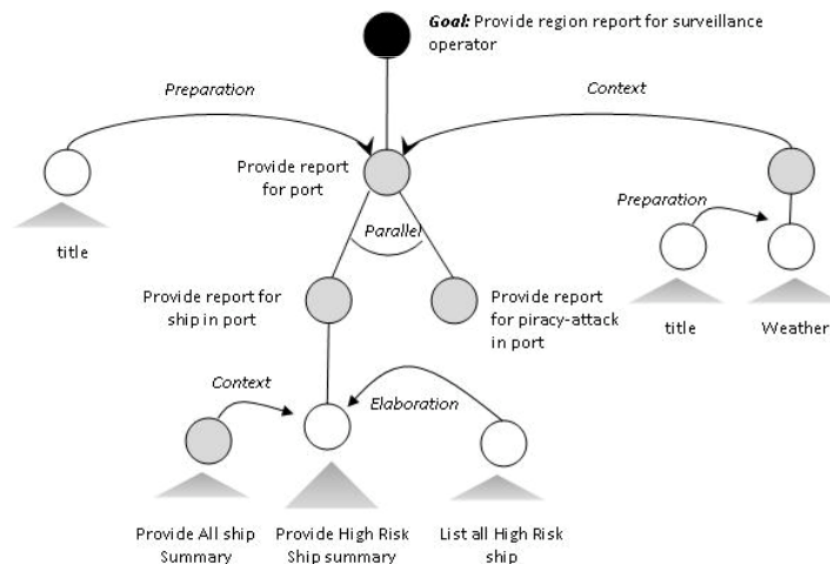 Goal: Provide region report for surveillance
operator
Preparation
Context
Provide report
for port
Preparation
title
Parallel
Provide report for
ship in port
Provide report
for piracy-attack
in port
title
Weather
Context
Elaboration
Provide All ship
Summary
Provide High Risk
Ship summary
List all High Risk
ship